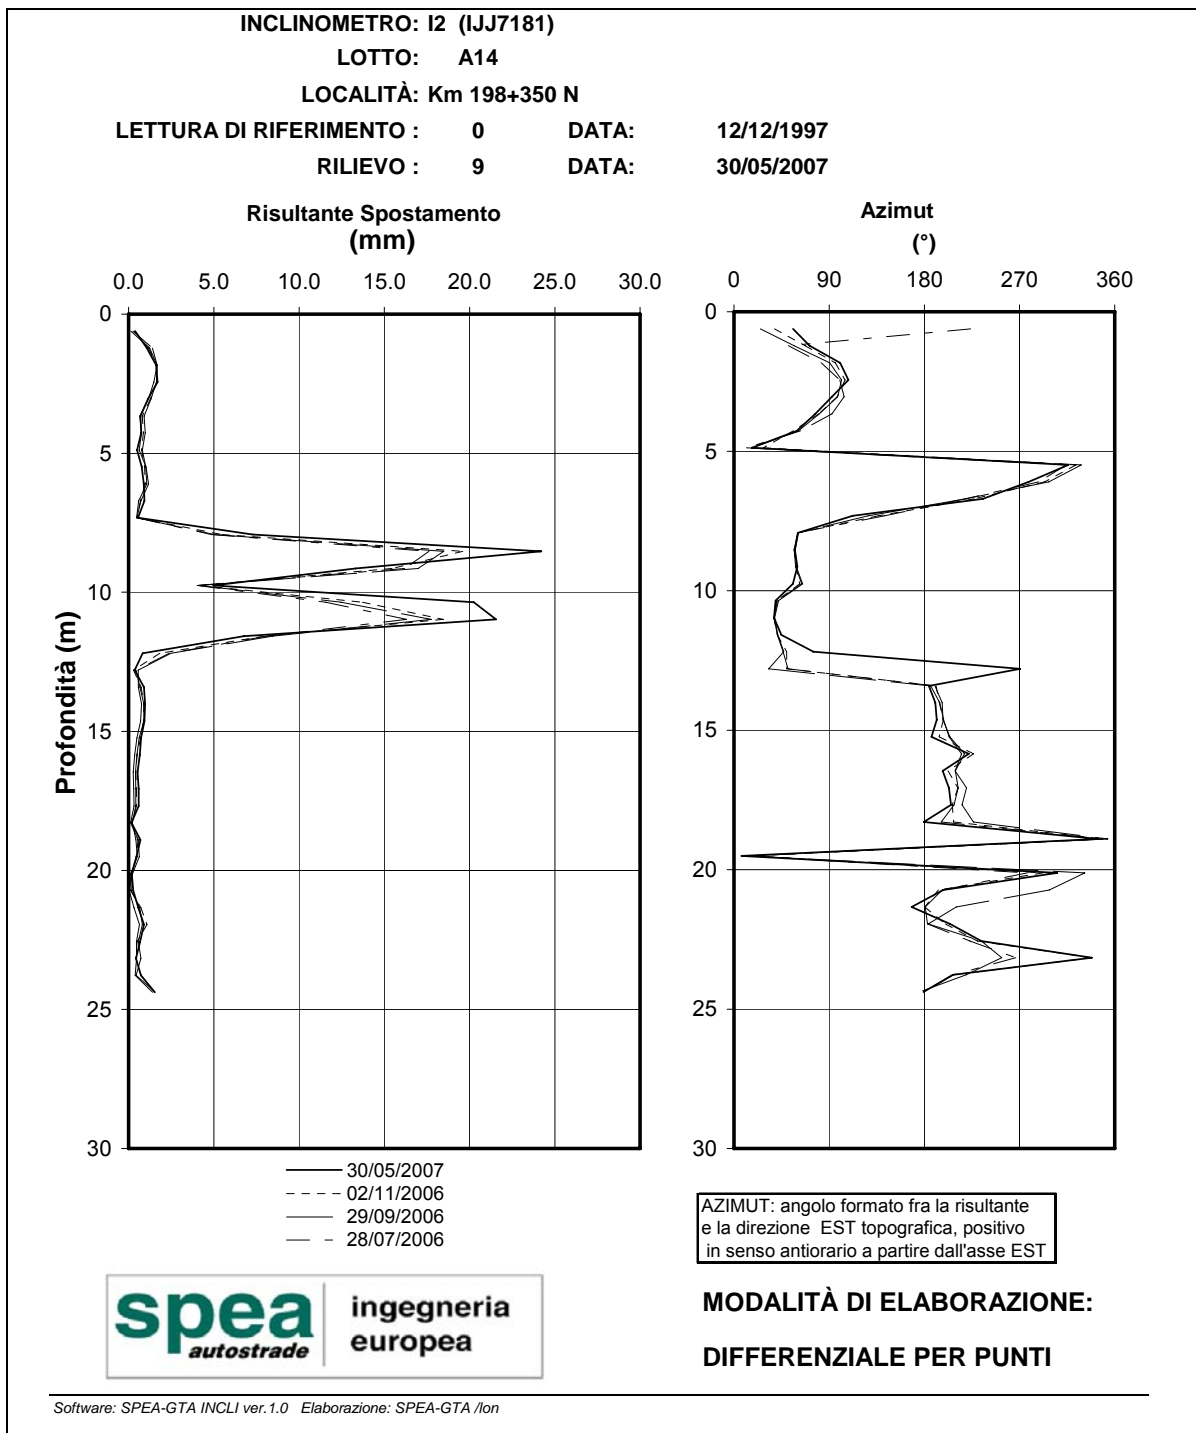 INCLINOMETRO: I2 (IJJ7181)
LOTTO: A14
LOCALITÀ: Km 198+350 N
LETTURA DI RIFERIMENTO : 0 DATA: 12/12/1997
RILIEVO : 9 DATA: 30/05/2007
Risultante Spostamento
(mm)
0.0 5.0 10.0 15.0 20.0 25.0 30.0
Profondità (m)
0
5
10
15
20
25
30
Azimut
(°)
0 90 180 270 360
0
5
10
15
20
25
30
30/05/2007
02/11/2006
29/09/2006
28/07/2006
AZIMUT: angolo formato fra la risultante
e la direzione EST topografica, positivo
in senso antiorario a partire dall'asse EST
spea
autostrade
ingegneria
europea
MODALITÀ DI ELABORAZIONE:
DIFFERENZIALE PER PUNTI
Software: SPEA-GTA INCLI ver.1.0 Elaborazione: SPEA-GTA /Ion